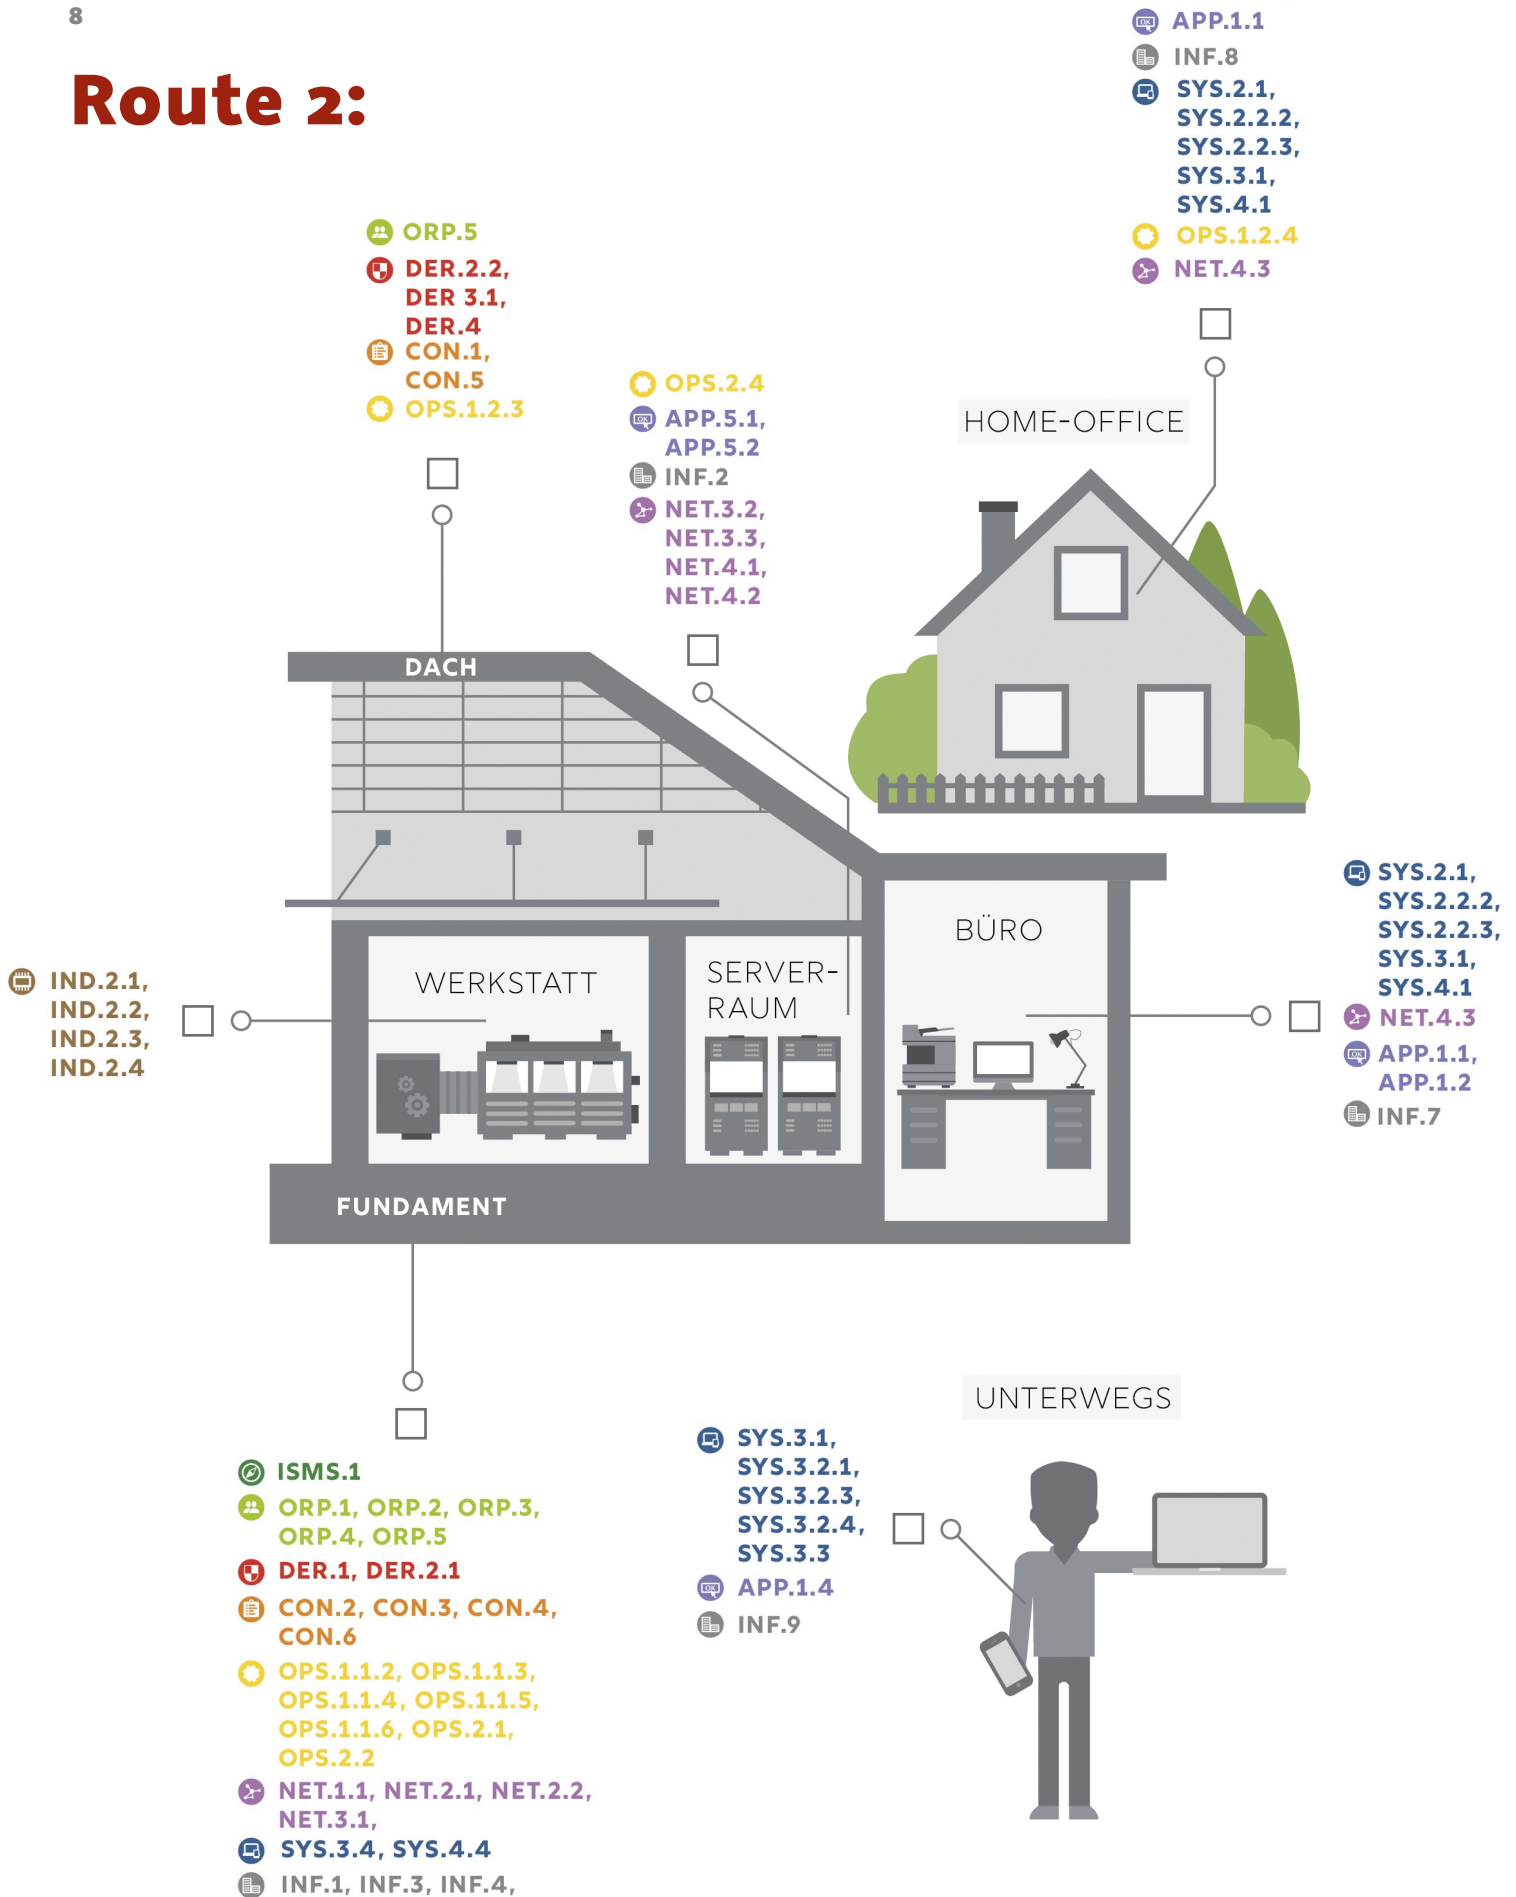 8
Route 2:
APP.1.1
INF.8
SYS.2.1,
SYS.2.2.2,
SYS.2.2.3,
SYS.3.1,
SYS.4.1
OPS.1.2.4
NET.4.3
ORP.5
DER.2.2,
DER 3.1,
DER.4
CON.1,
CON.5
OPS.1.2.3
OPS.2.4
APP.5.1,
APP.5.2
INF.2
NET.3.2,
NET.3.3,
NET.4.1,
NET.4.2
HOME-OFFICE
DACH
SYS.2.1,
SYS.2.2.2,
SYS.2.2.3,
SYS.3.1,
SYS.4.1
NET.4.3
APP.1.1,
APP.1.2
INF.7
BÜRO
WERKSTATT
SERVER-
RAUM
IND.2.1,
IND.2.2,
IND.2.3,
IND.2.4
FUNDAMENT
UNTERWEGS
SYS.3.1,
SYS.3.2.1,
SYS.3.2.3,
SYS.3.2.4,
SYS.3.3
APP.1.4
INF.9
ISMS.1
ORP.1, ORP.2, ORP.3,
ORP.4, ORP.5
DER.1, DER.2.1
CON.2, CON.3, CON.4,
CON.6
OPS.1.1.2, OPS.1.1.3,
OPS.1.1.4, OPS.1.1.5,
OPS.1.1.6, OPS.2.1,
OPS.2.2
NET.1.1, NET.2.1, NET.2.2,
NET.3.1,
SYS.3.4, SYS.4.4
INF.1, INF.3, INF.4,